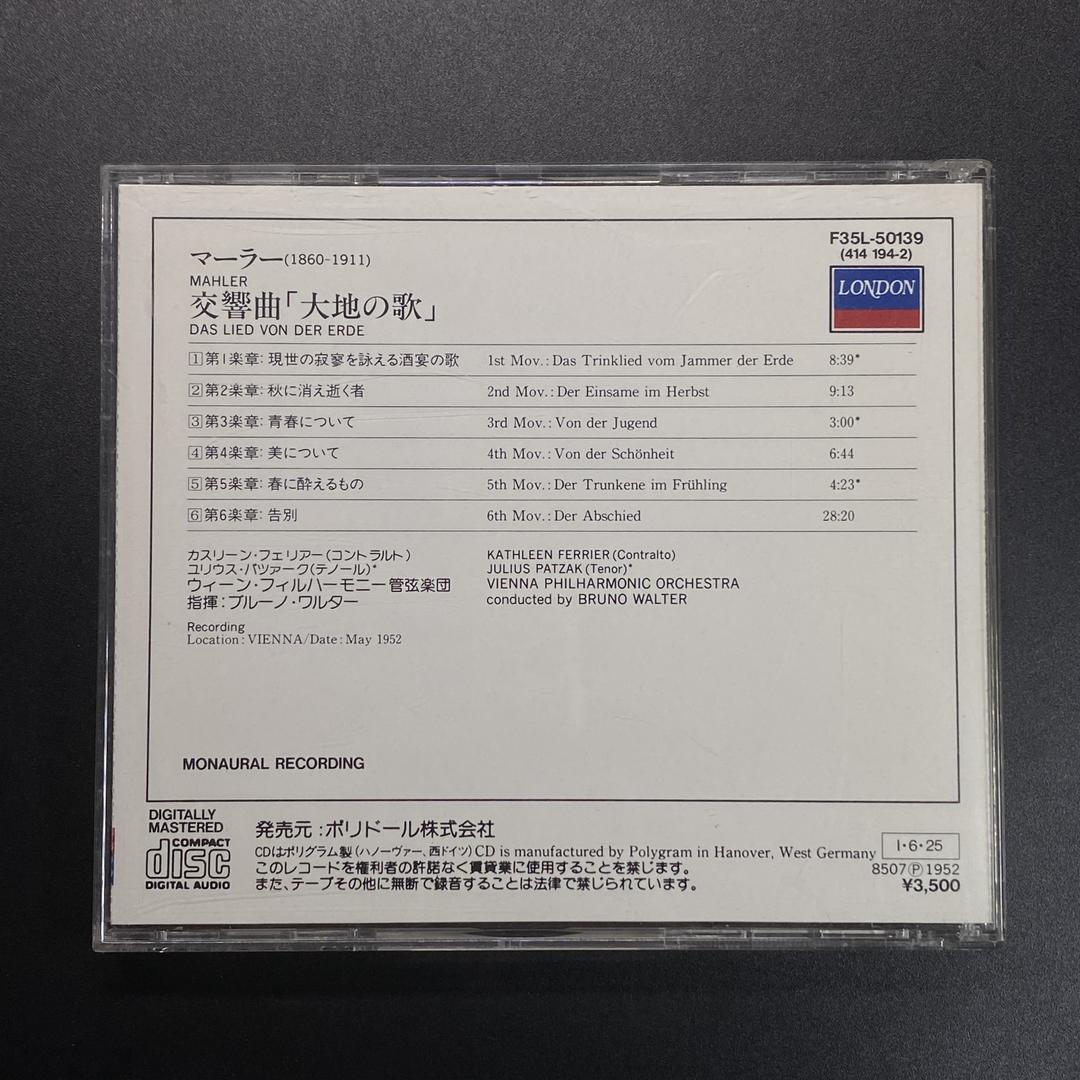 F35L-50139
(414 194-2)
LONDON
マーラー(1860-1911)
MAHLER
交響曲「大地の歌」
DAS LIED VON DER ERDE
1 第1楽章: 現世の寂寥を詠える酒宴の歌 1st Mov.: Das Trinklied vom Jammer der Erde 8:39*
2 第2楽章: 秋に消え逝く者 2nd Mov.: Der Einsame im Herbst 9:13
3 第3楽章: 青春について 3rd Mov.: Von der Jugend 3:00*
4 第4楽章: 美について 4th Mov.: Von der Schönheit 6:44
5 第5楽章: 春に酔えるもの 5th Mov.: Der Trunkene im Frühling 4:23*
6 第6楽章: 告別 6th Mov.: Der Abschied 28:20
カスリーン・フェリアー(コントラルト) KATHLEEN FERRIER (Contralto)
ユリウス・パツァーク(テノール)* JULIUS PATZAK (Tenor)*
ウィーン・フィルハーモニー管弦楽団 VIENNA PHILHARMONIC ORCHESTRA
指揮: ブルーノ・ワルター conducted by BRUNO WALTER
Recording
Location: VIENNA/Date: May 1952
MONAURAL RECORDING
DIGITALLY
MASTERED
COMPACT
disc
DIGITAL AUDIO
発売元:ポリドール株式会社
CDはポリグラム製(ハノーヴァー、西ドイツ) CD is manufactured by Polygram in Hanover, West Germany
このレコードを権利者の許諾なく賃貸業に使用することを禁じます。
また、テープその他に無断で録音することは法律で禁じられています。
I・6・25
8507Ⓟ1952
¥3,500